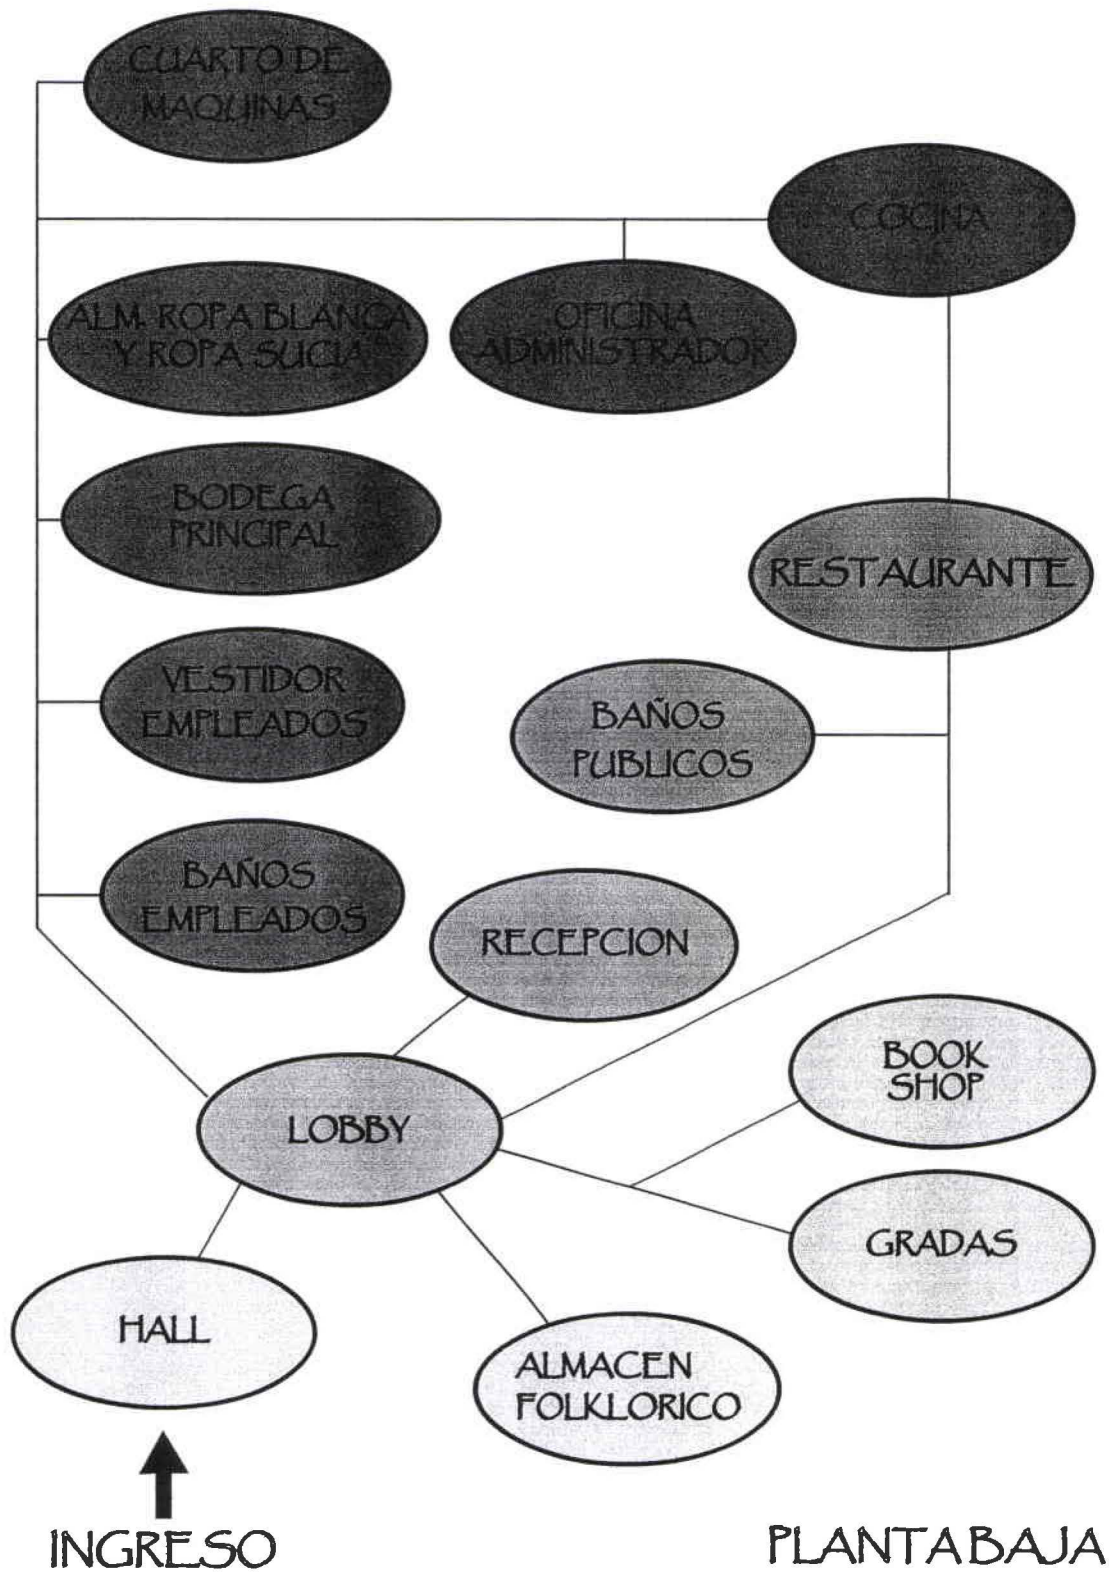 CUARTO DE
MAQUINAS
COCINA
ALM. ROPA BLANCA
Y ROPA SUCIA
OFICINA
ADMINISTRADOR
BODEGA
PRINCIPAL
RESTAURANTE
VESTIDOR
EMPLEADOS
BAÑOS
PUBLICOS
BAÑOS
EMPLEADOS
RECEPCION
BOOK
SHOP
LOBBY
GRADAS
HALL
ALMACEN
FOLKLORICO
INGRESO
PLANTA BAJA